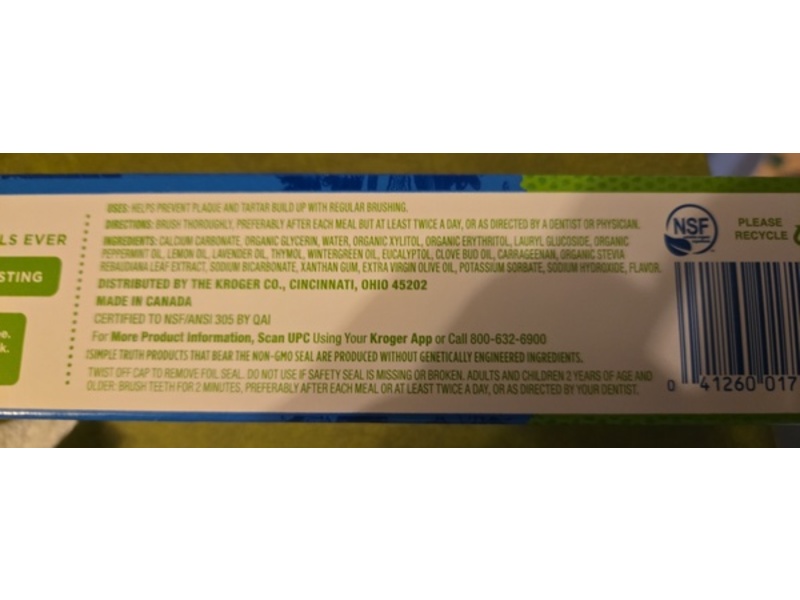 USES: HELPS PREVENT PLAQUE AND TARTAR BUILD UP WITH REGULAR BRUSHING.
DIRECTIONS: BRUSH THOROUGHLY, PREFERABLY AFTER EACH MEAL BUT AT LEAST TWICE A DAY, OR AS DIRECTED BY A DENTIST OR PHYSICIAN.
INGREDIENTS: CALCIUM CARBONATE, ORGANIC GLYCERIN, WATER, ORGANIC XYLITOL, ORGANIC ERYTHRITOL, LAURYL GLUCOSIDE, ORGANIC
PEPPERMINT OIL, LEMON OIL, LAVENDER OIL, THYMOL, WINTERGREEN OIL, EUCALYPTOL, CLOVE BUD OIL, CARRAGEENAN, ORGANIC STEVIA
REBAUDIANA LEAF EXTRACT, SODIUM BICARBONATE, XANTHAN GUM, EXTRA VIRGIN OLIVE OIL, POTASSIUM SORBATE, SODIUM HYDROXIDE, FLAVOR.
DISTRIBUTED BY THE KROGER CO., CINCINNATI, OHIO 45202
MADE IN CANADA
CERTIFIED TO NSF/ANSI 305 BY QAI
For More Product Information, Scan UPC Using Your Kroger App or Call 800-632-6900
‡SIMPLE TRUTH PRODUCTS THAT BEAR THE NON-GMO SEAL ARE PRODUCED WITHOUT GENETICALLY ENGINEERED INGREDIENTS.
TWIST OFF CAP TO REMOVE FOIL SEAL. DO NOT USE IF SAFETY SEAL IS MISSING OR BROKEN. ADULTS AND CHILDREN 2 YEARS OF AGE AND
OLDER: BRUSH TEETH FOR 2 MINUTES, PREFERABLY AFTER EACH MEAL OR AT LEAST TWICE A DAY, OR AS DIRECTED BY YOUR DENTIST.
LS EVER
STING
e.
k.
NSF
PLEASE
RECYCLE
0 41260 017